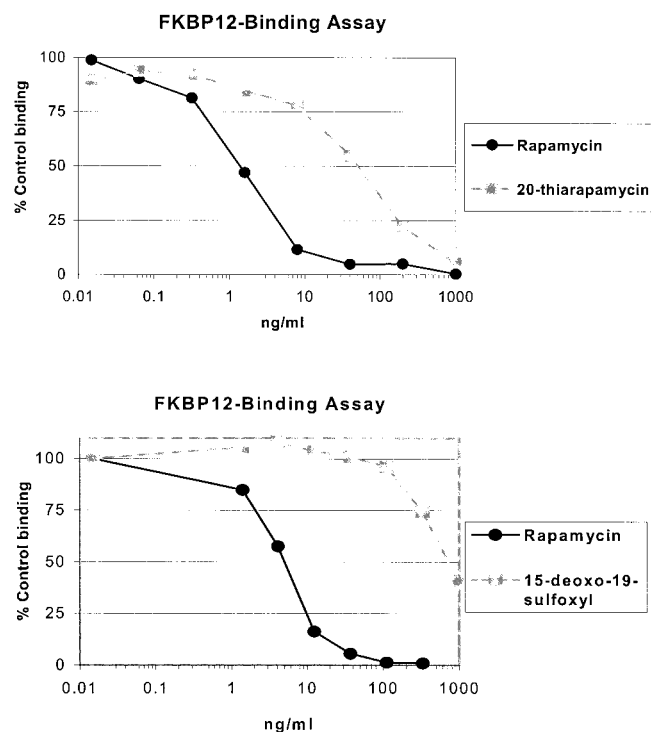 FKBP12-Binding Assay
% Control binding
100
75
50
25
0
0.01 0.1 1 10 100 1000
ng/ml
Rapamycin
20-thiarapamycin
FKBP12-Binding Assay
% Control binding
100
75
50
25
0
0.01 0.1 1 10 100 1000
ng/ml
Rapamycin
15-deoxo-19-
sulfoxyl